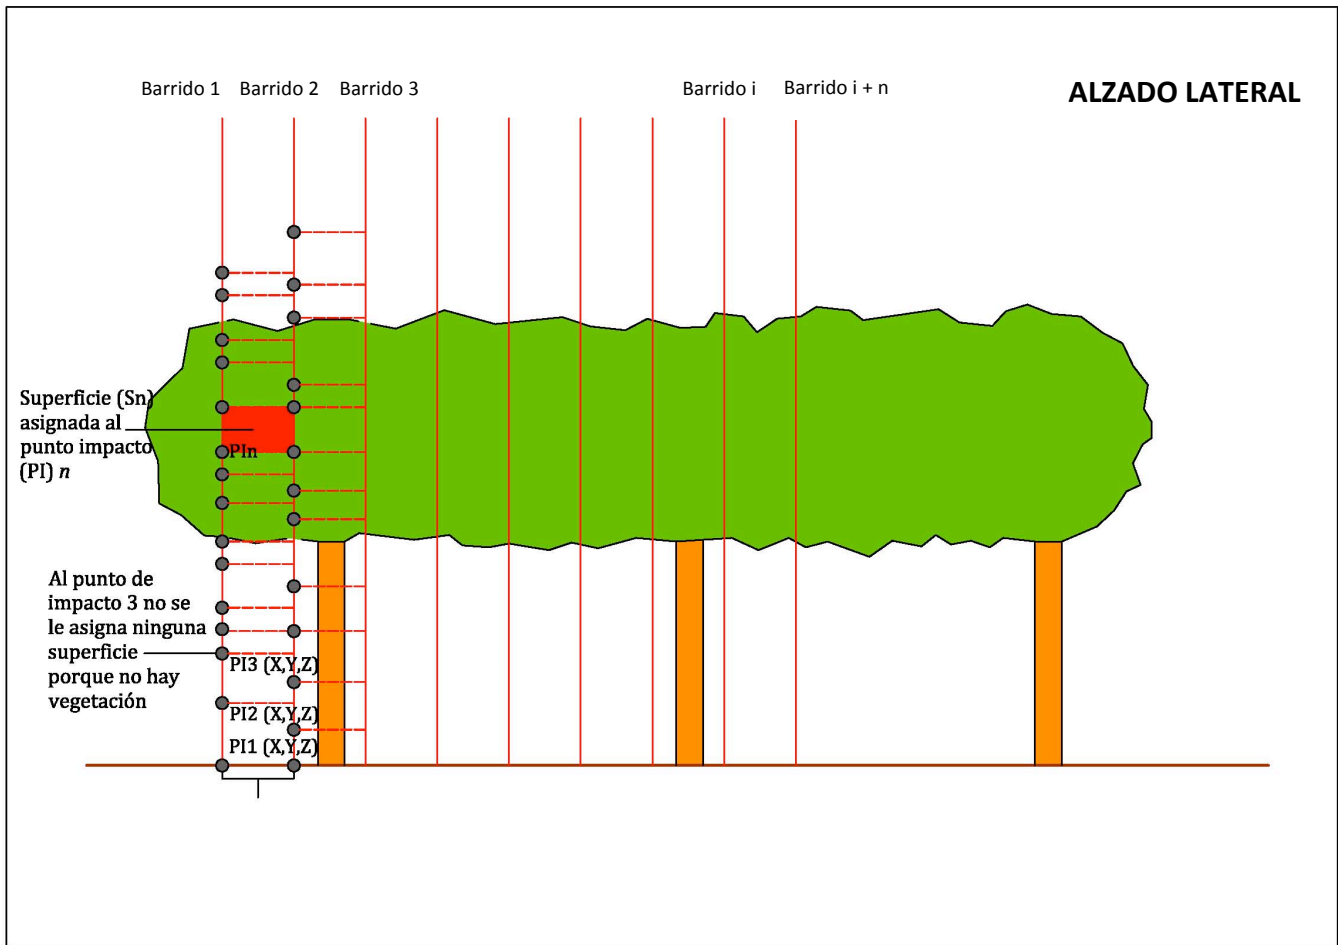 Barrido 1 Barrido 2 Barrido 3 Barrido i Barrido i + n
ALZADO LATERAL
Superficie (Sn)
asignada al
punto impacto
(PI) n
PIn
Al punto de
impacto 3 no se
le asigna ninguna
superficie
porque no hay
vegetación
PI3 (X,Y,Z)
PI2 (X,Y,Z)
PI1 (X,Y,Z)